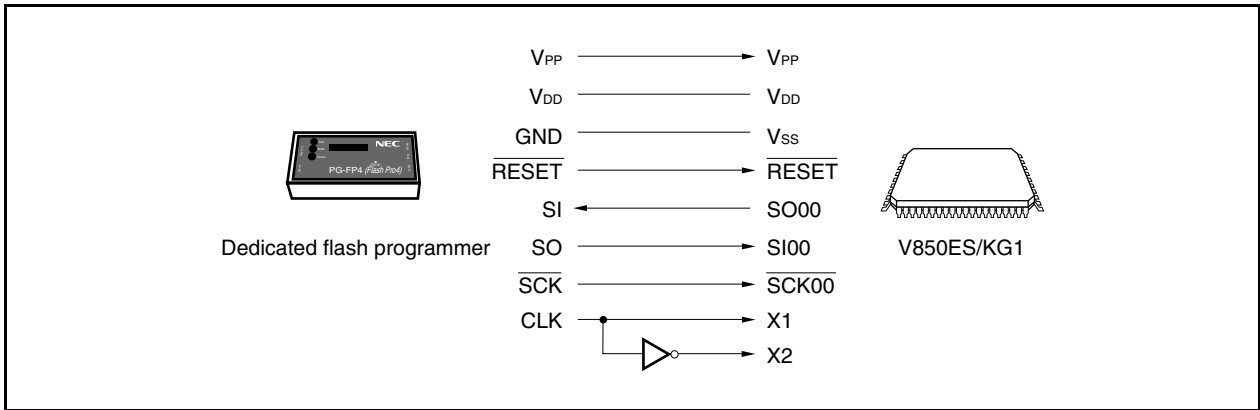 VPP VPP
VDD VDD
GND VSS
RESET RESET
SI SO00
SO SI00
SCK SCK00
CLK X1
X2
NEC
PG-FP4 (Flash Pro4)
Dedicated flash programmer
V850ES/KG1